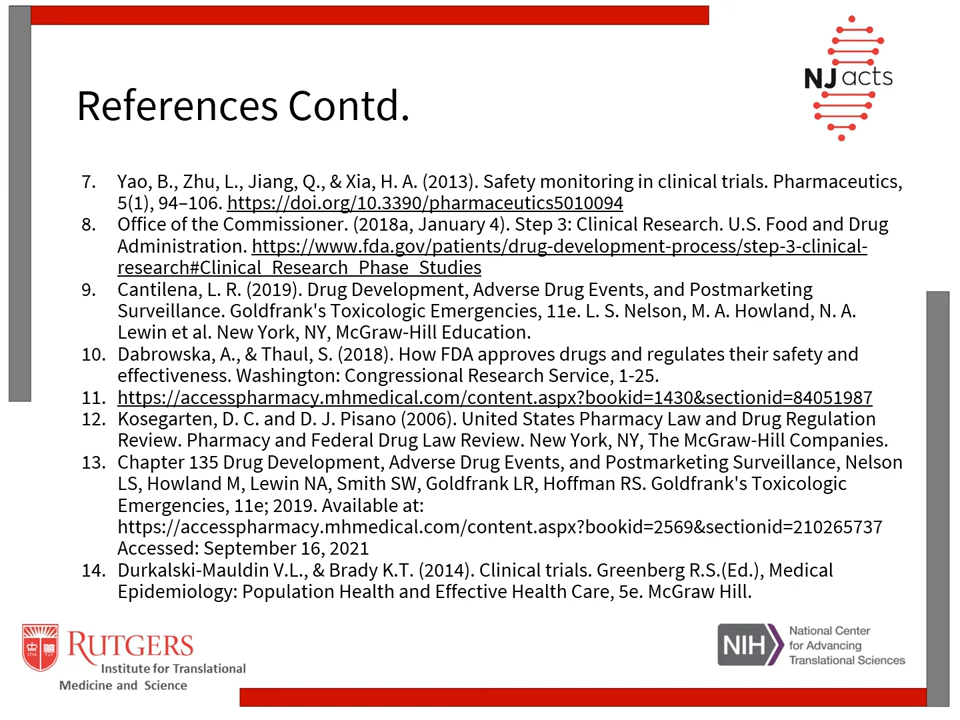 NJ acts
References Contd.
7. Yao, B., Zhu, L., Jiang, Q., & Xia, H. A. (2013). Safety monitoring in clinical trials. Pharmaceutics,
5(1), 94–106. https://doi.org/10.3390/pharmaceutics5010094
8. Office of the Commissioner. (2018a, January 4). Step 3: Clinical Research. U.S. Food and Drug
Administration. https://www.fda.gov/patients/drug-development-process/step-3-clinical-
research#Clinical_Research_Phase_Studies
9. Cantilena, L. R. (2019). Drug Development, Adverse Drug Events, and Postmarketing
Surveillance. Goldfrank's Toxicologic Emergencies, 11e. L. S. Nelson, M. A. Howland, N. A.
Lewin et al. New York, NY, McGraw-Hill Education.
10. Dabrowska, A., & Thaul, S. (2018). How FDA approves drugs and regulates their safety and
effectiveness. Washington: Congressional Research Service, 1-25.
11. https://accesspharmacy.mhmedical.com/content.aspx?bookid=1430&sectionid=84051987
12. Kosegarten, D. C. and D. J. Pisano (2006). United States Pharmacy Law and Drug Regulation
Review. Pharmacy and Federal Drug Law Review. New York, NY, The McGraw-Hill Companies.
13. Chapter 135 Drug Development, Adverse Drug Events, and Postmarketing Surveillance, Nelson
LS, Howland M, Lewin NA, Smith SW, Goldfrank LR, Hoffman RS. Goldfrank's Toxicologic
Emergencies, 11e; 2019. Available at:
https://accesspharmacy.mhmedical.com/content.aspx?bookid=2569&sectionid=210265737
Accessed: September 16, 2021
14. Durkalski-Mauldin V.L., & Brady K.T. (2014). Clinical trials. Greenberg R.S.(Ed.), Medical
Epidemiology: Population Health and Effective Health Care, 5e. McGraw Hill.
RUTGERS
Institute for Translational
Medicine and Science
NIH
National Center
for Advancing
Translational Sciences